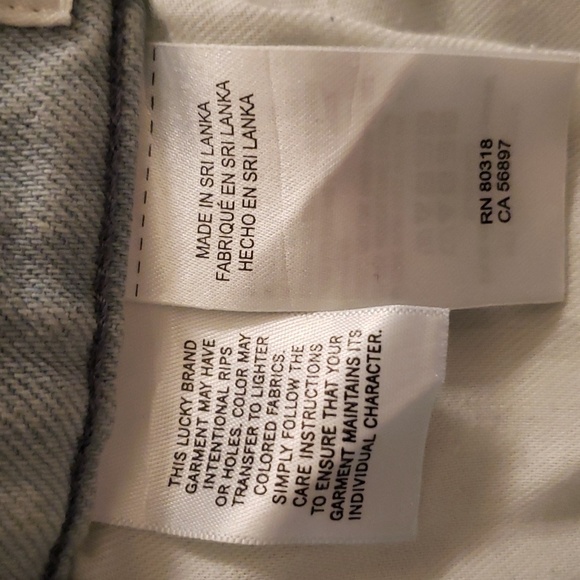 MADE IN SRI LANKA
FABRIQUÉ EN SRI LANKA
HECHO EN SRI LANKA
RN 80318
CA 56897
THIS LUCKY BRAND
GARMENT MAY HAVE
INTENTIONAL RIPS
OR HOLES. COLOR MAY
TRANSFER TO LIGHTER
COLORED FABRICS.
SIMPLY FOLLOW THE
CARE INSTRUCTIONS
TO ENSURE THAT YOUR
GARMENT MAINTAINS ITS
INDIVIDUAL CHARACTER.